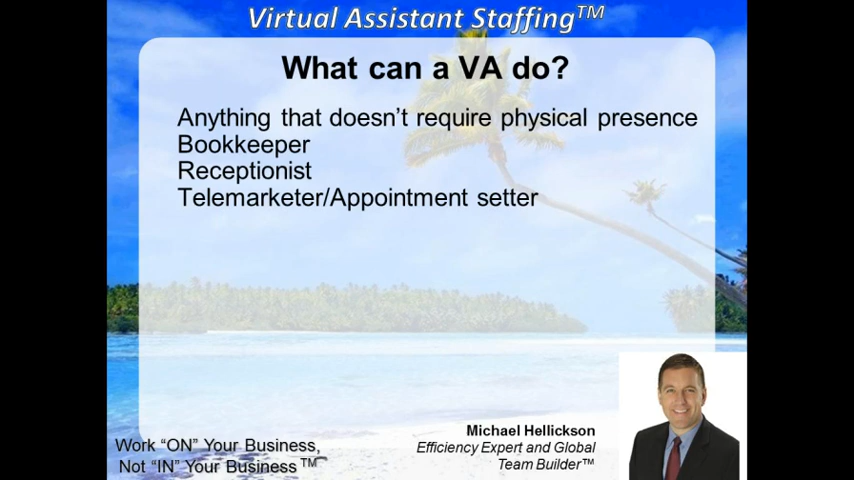 Virtual Assistant Staffing™
What can a VA do?
Anything that doesn’t require physical presence
Bookkeeper
Receptionist
Telemarketer/Appointment setter
Work “ON” Your Business,
Not “IN” Your Business™
Michael Hellickson
Efficiency Expert and Global
Team Builder™